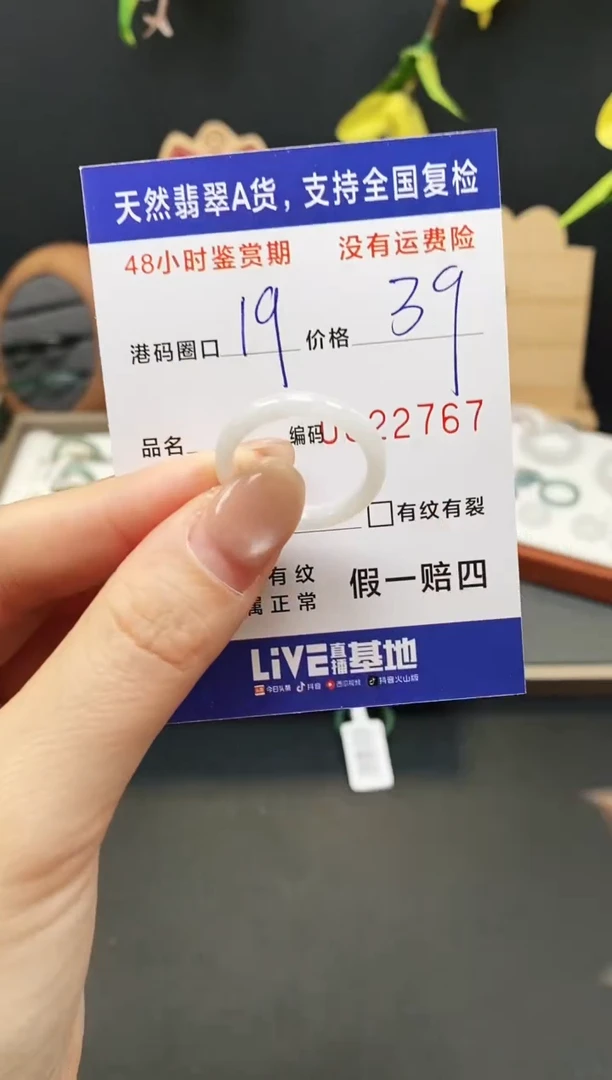 天然翡翠A货，支持全国复检
48小时鉴赏期 没有运费险
港码圈口 19 价格 39
品名 编码 22767
□有纹有裂
有纹 假一赔四
属正常
LiVE直播基地
今日头条 抖音 西瓜视频 抖音火山版